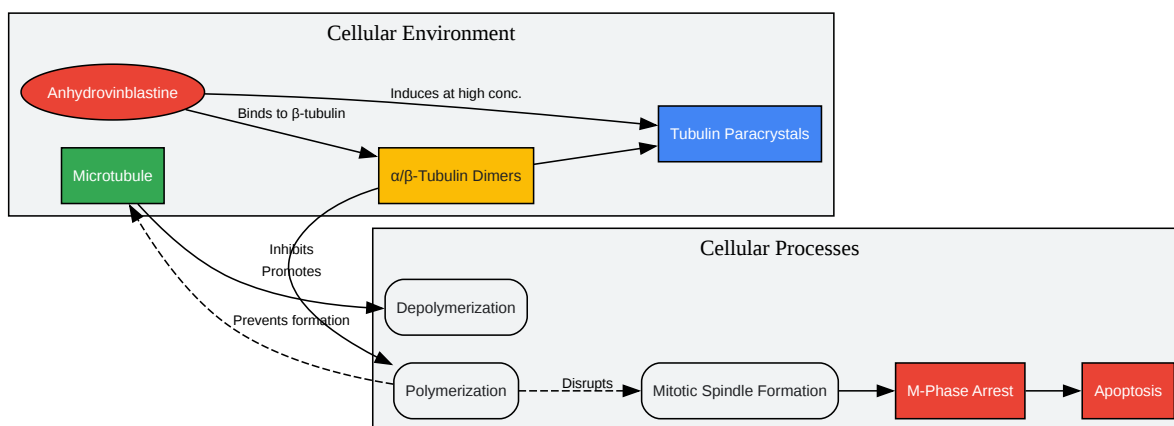 Cellular Environment
Anhydrovinblastine
Induces at high conc.
Binds to β-tubulin
Tubulin Paracrystals
Microtubule
α/β-Tubulin Dimers
Inhibits
Promotes
Cellular Processes
Depolymerization
Prevents formation
Polymerization
Disrupts
Mitotic Spindle Formation
M-Phase Arrest
Apoptosis